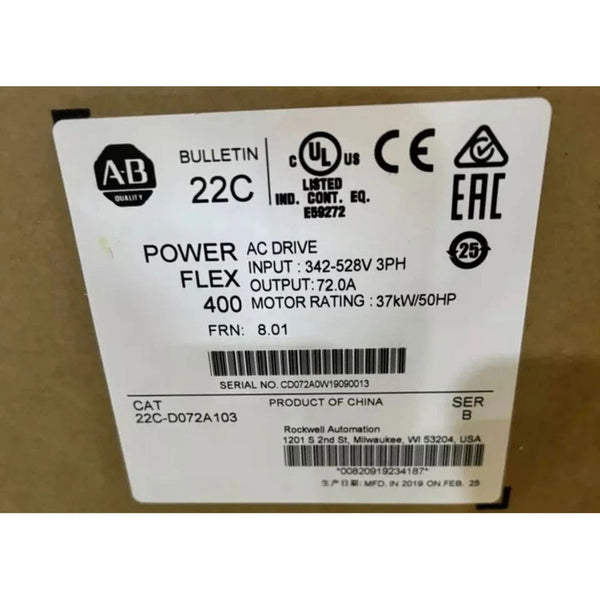 A-B
QUALITY
BULLETIN
22C
C UL US
LISTED
IND. CONT. EQ.
E59272
CE
EAC
25
POWER
FLEX
400
AC DRIVE
INPUT : 342-528V 3PH
OUTPUT: 72.0A
MOTOR RATING : 37kW/50HP
FRN: 8.01
SERIAL NO. CD072A0W19090013
CAT
22C-D072A103
PRODUCT OF CHINA
SER
B
Rockwell Automation
1201 S 2nd St, Milwaukee, WI 53204, USA
*00820919234187*
生产日期: MFD. IN 2019 ON FEB. 25